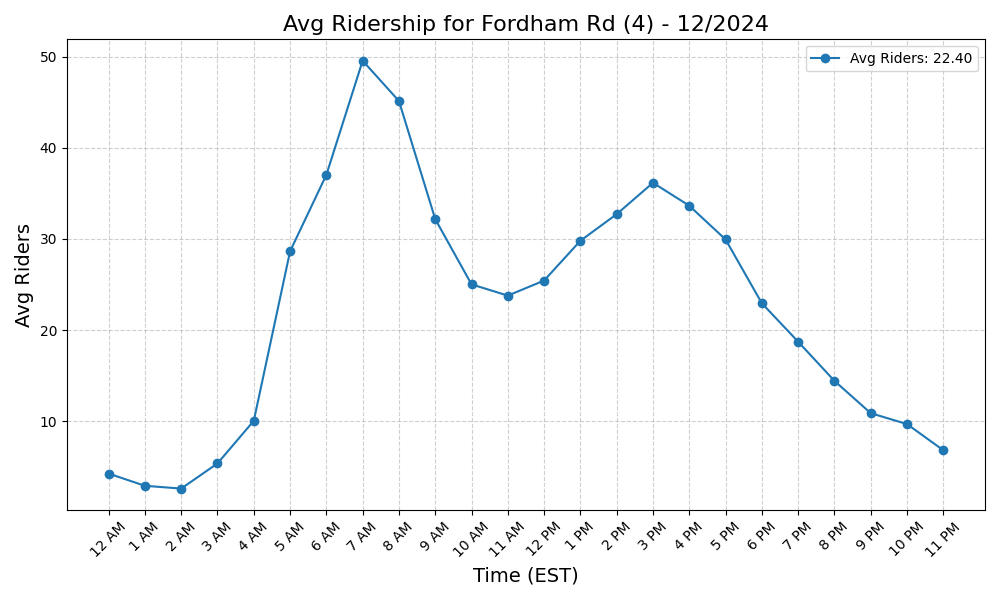 Avg Ridership for Fordham Rd (4) - 12/2024
Avg Riders: 22.40
Avg Riders
50
40
30
20
10
12 AM
1 AM
2 AM
3 AM
4 AM
5 AM
6 AM
7 AM
8 AM
9 AM
10 AM
11 AM
12 PM
1 PM
2 PM
3 PM
4 PM
5 PM
6 PM
7 PM
8 PM
9 PM
10 PM
11 PM
Time (EST)